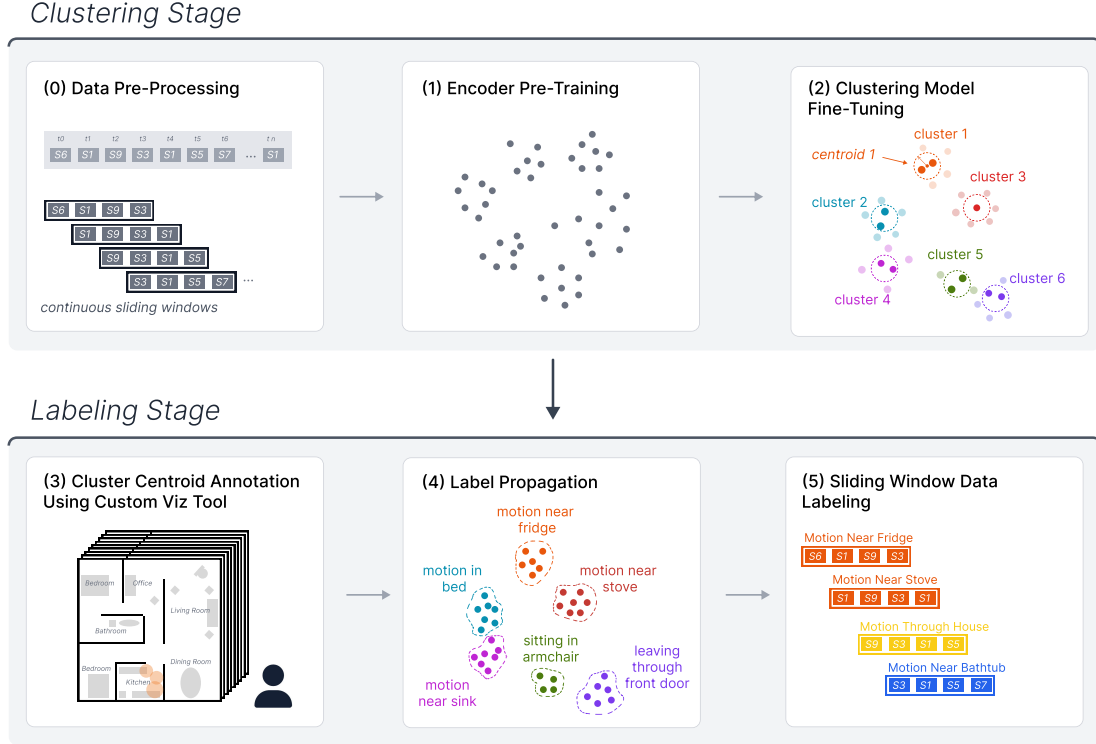 Clustering Stage
(0) Data Pre-Processing
t0 t1 t2 t3 t4 t5 t6 t n
S6 S1 S9 S3 S1 S5 S7 ... S1
S6 S1 S9 S3
S1 S9 S3 S1
S9 S3 S1 S5
S3 S1 S5 S7 ...
continuous sliding windows
(1) Encoder Pre-Training
(2) Clustering Model
Fine-Tuning
cluster 1
centroid 1
cluster 3
cluster 2
cluster 5
cluster 6
cluster 4
Labeling Stage
(3) Cluster Centroid Annotation
Using Custom Viz Tool
Bedroom
Office
Living Room
Bathroom
Bedroom
Kitchen
Dining Room
(4) Label Propagation
motion near
fridge
motion in
bed
motion near
stove
sitting in
armchair
leaving
through
front door
motion
near sink
(5) Sliding Window Data
Labeling
Motion Near Fridge
S6 S1 S9 S3
Motion Near Stove
S1 S9 S3 S1
Motion Through House
S9 S3 S1 S5
Motion Near Bathtub
S3 S1 S5 S7